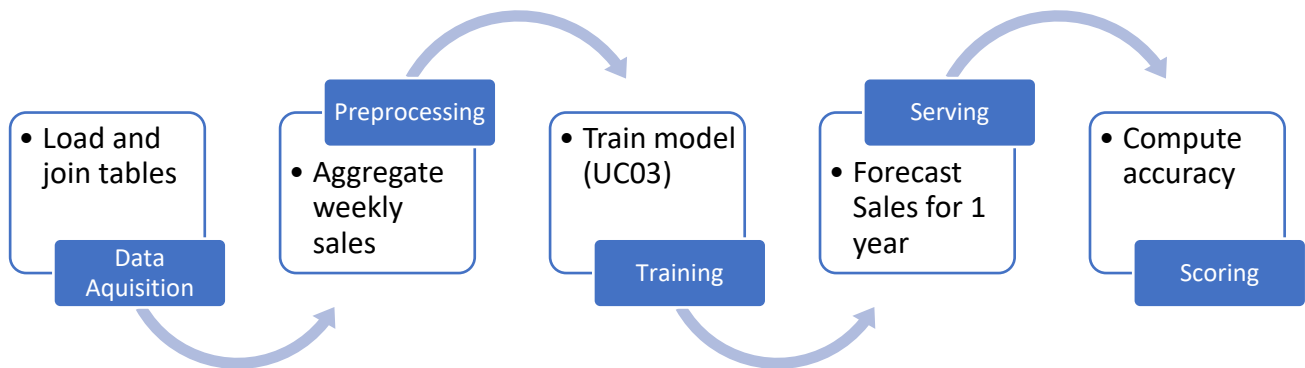 • Load and
join tables
Data
Aquisition
Preprocessing
• Aggregate
weekly
sales
• Train model
(UC03)
Training
Serving
• Forecast
Sales for 1
year
• Compute
accuracy
Scoring